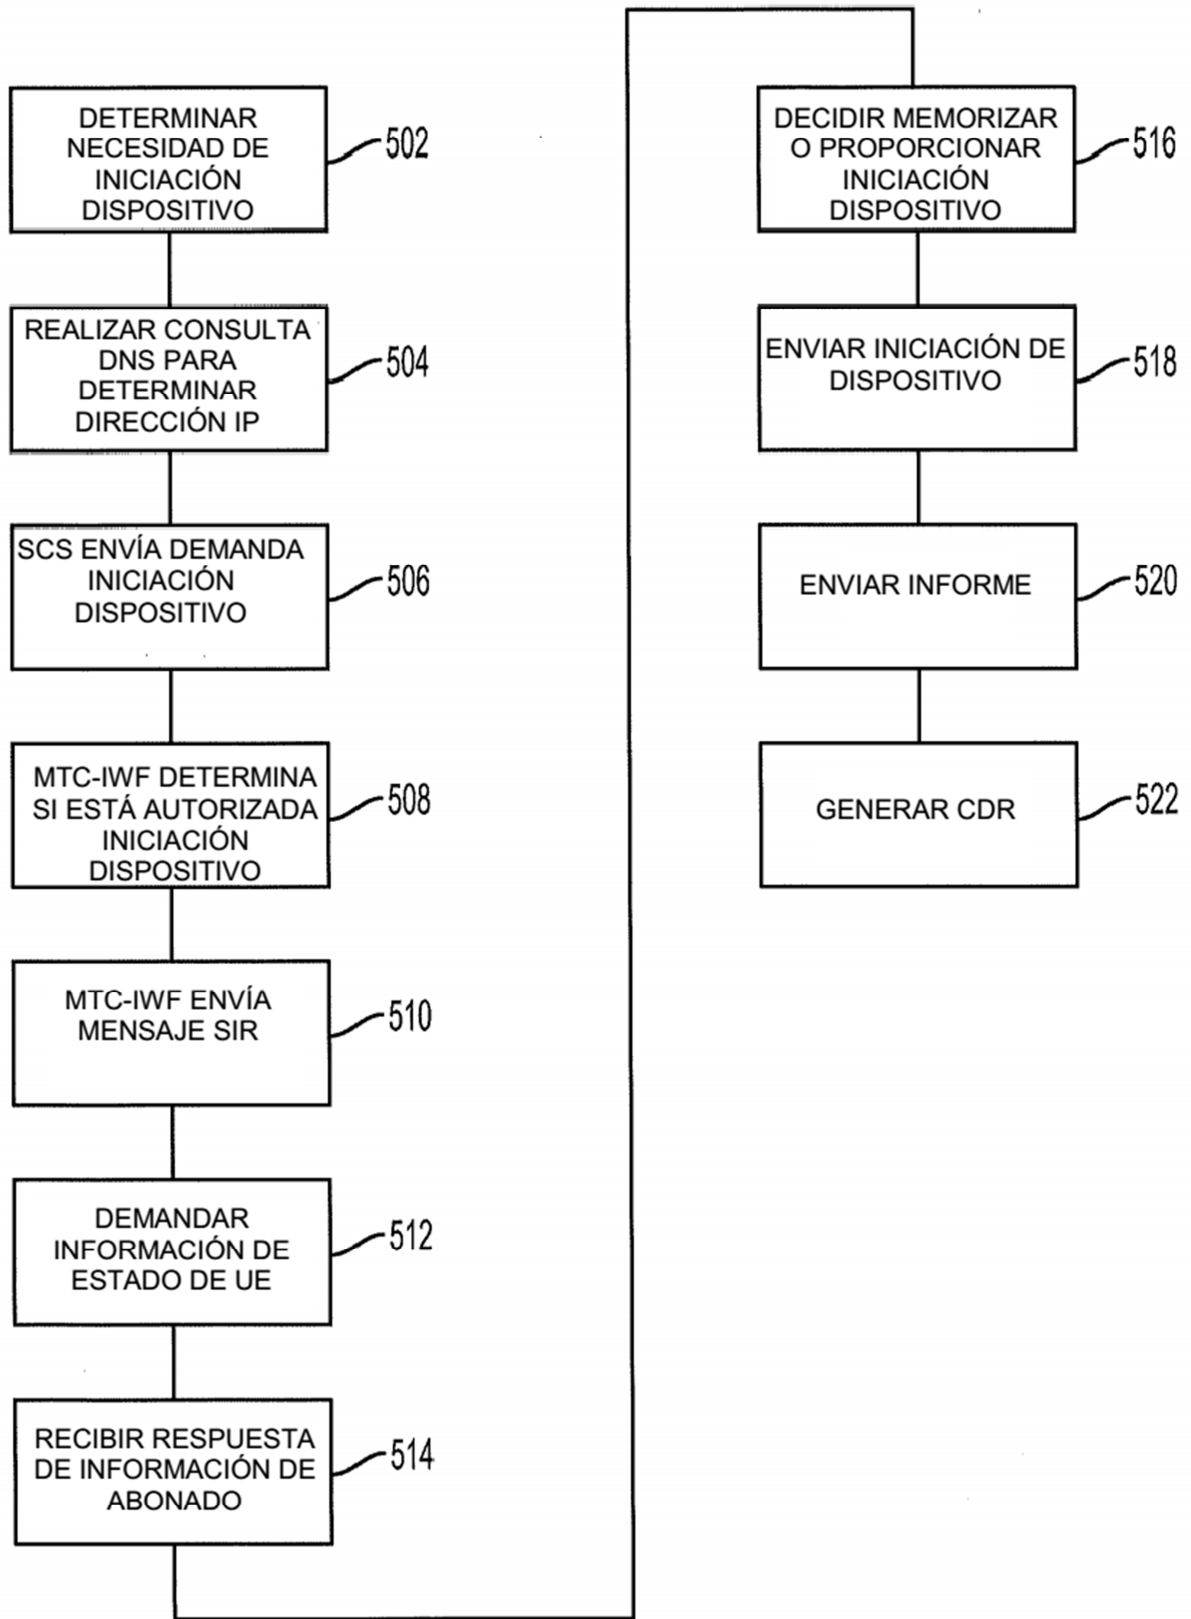 DETERMINAR
NECESIDAD DE
INICIACIÓN
DISPOSITIVO
502
REALIZAR CONSULTA
DNS PARA
DETERMINAR
DIRECCIÓN IP
504
SCS ENVÍA DEMANDA
INICIACIÓN
DISPOSITIVO
506
MTC-IWF DETERMINA
SI ESTÁ AUTORIZADA
INICIACIÓN
DISPOSITIVO
508
MTC-IWF ENVÍA
MENSAJE SIR
510
DEMANDAR
INFORMACIÓN DE
ESTADO DE UE
512
RECIBIR RESPUESTA
DE INFORMACIÓN DE
ABONADO
514
DECIDIR MEMORIZAR
O PROPORCIONAR
INICIACIÓN
DISPOSITIVO
516
ENVIAR INICIACIÓN DE
DISPOSITIVO
518
ENVIAR INFORME
520
GENERAR CDR
522